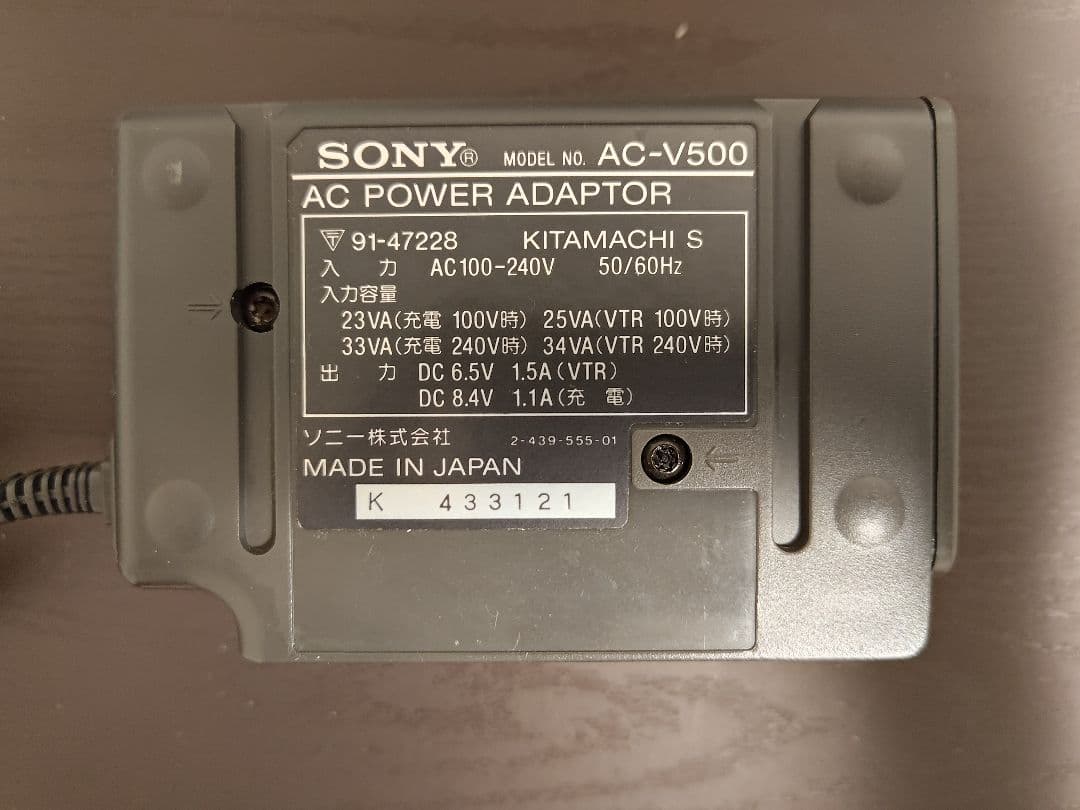 SONY® MODEL NO. AC-V500
AC POWER ADAPTOR
〒 91-47228 KITAMACHI S
入力 AC100-240V 50/60Hz
入力容量
23VA(充電 100V時) 25VA(VTR 100V時)
33VA(充電 240V時) 34VA(VTR 240V時)
出力 DC 6.5V 1.5A(VTR)
DC 8.4V 1.1A(充電)
ソニー株式会社 2-439-555-01
MADE IN JAPAN
K 433121